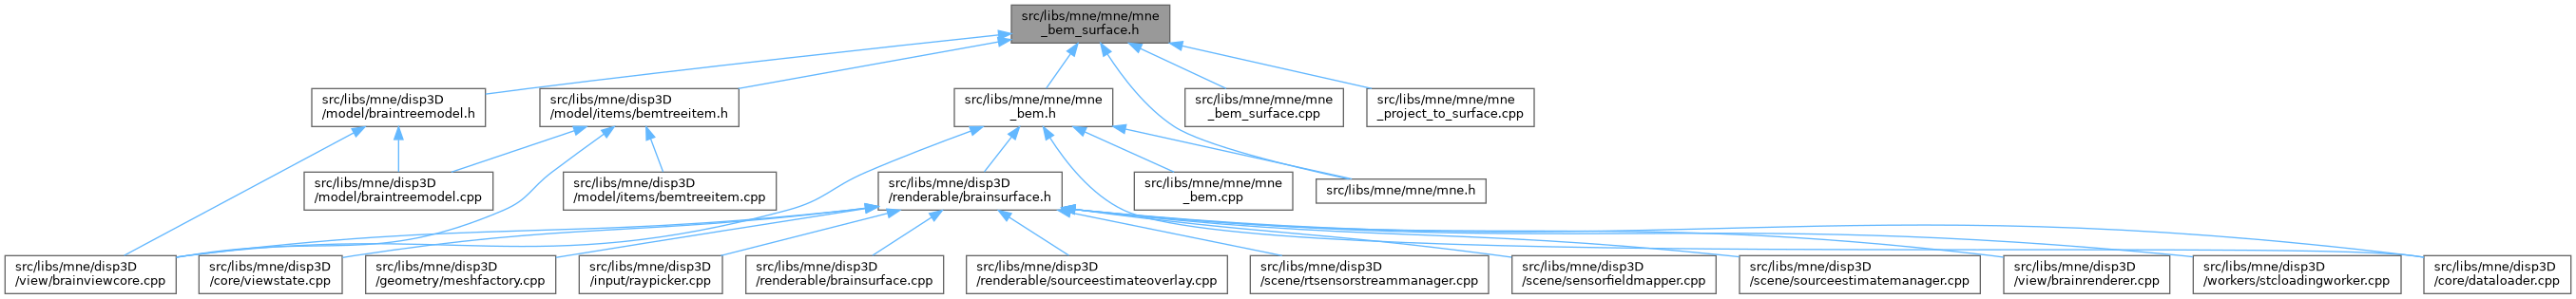 src/libs/mne/mne/mne
_bem_surface.h
src/libs/mne/disp3D
/model/braintreemodel.h
src/libs/mne/disp3D
/model/items/bemtreeitem.h
src/libs/mne/mne/mne
_bem.h
src/libs/mne/mne/mne
_bem_surface.cpp
src/libs/mne/mne/mne
_project_to_surface.cpp
src/libs/mne/disp3D
/model/braintreemodel.cpp
src/libs/mne/disp3D
/model/items/bemtreeitem.cpp
src/libs/mne/disp3D
/renderable/brainsurface.h
src/libs/mne/mne/mne
_bem.cpp
src/libs/mne/mne/mne.h
src/libs/mne/disp3D
/view/brainviewcore.cpp
src/libs/mne/disp3D
/core/viewstate.cpp
src/libs/mne/disp3D
/geometry/meshfactory.cpp
src/libs/mne/disp3D
/input/raypicker.cpp
src/libs/mne/disp3D
/renderable/brainsurface.cpp
src/libs/mne/disp3D
/renderable/sourceestimateoverlay.cpp
src/libs/mne/disp3D
/scene/rtsensorstreammanager.cpp
src/libs/mne/disp3D
/scene/sensorfieldmapper.cpp
src/libs/mne/disp3D
/scene/sourceestimatemanager.cpp
src/libs/mne/disp3D
/view/brainrenderer.cpp
src/libs/mne/disp3D
/workers/stcloadingworker.cpp
src/libs/mne/disp3D
/core/dataloader.cpp